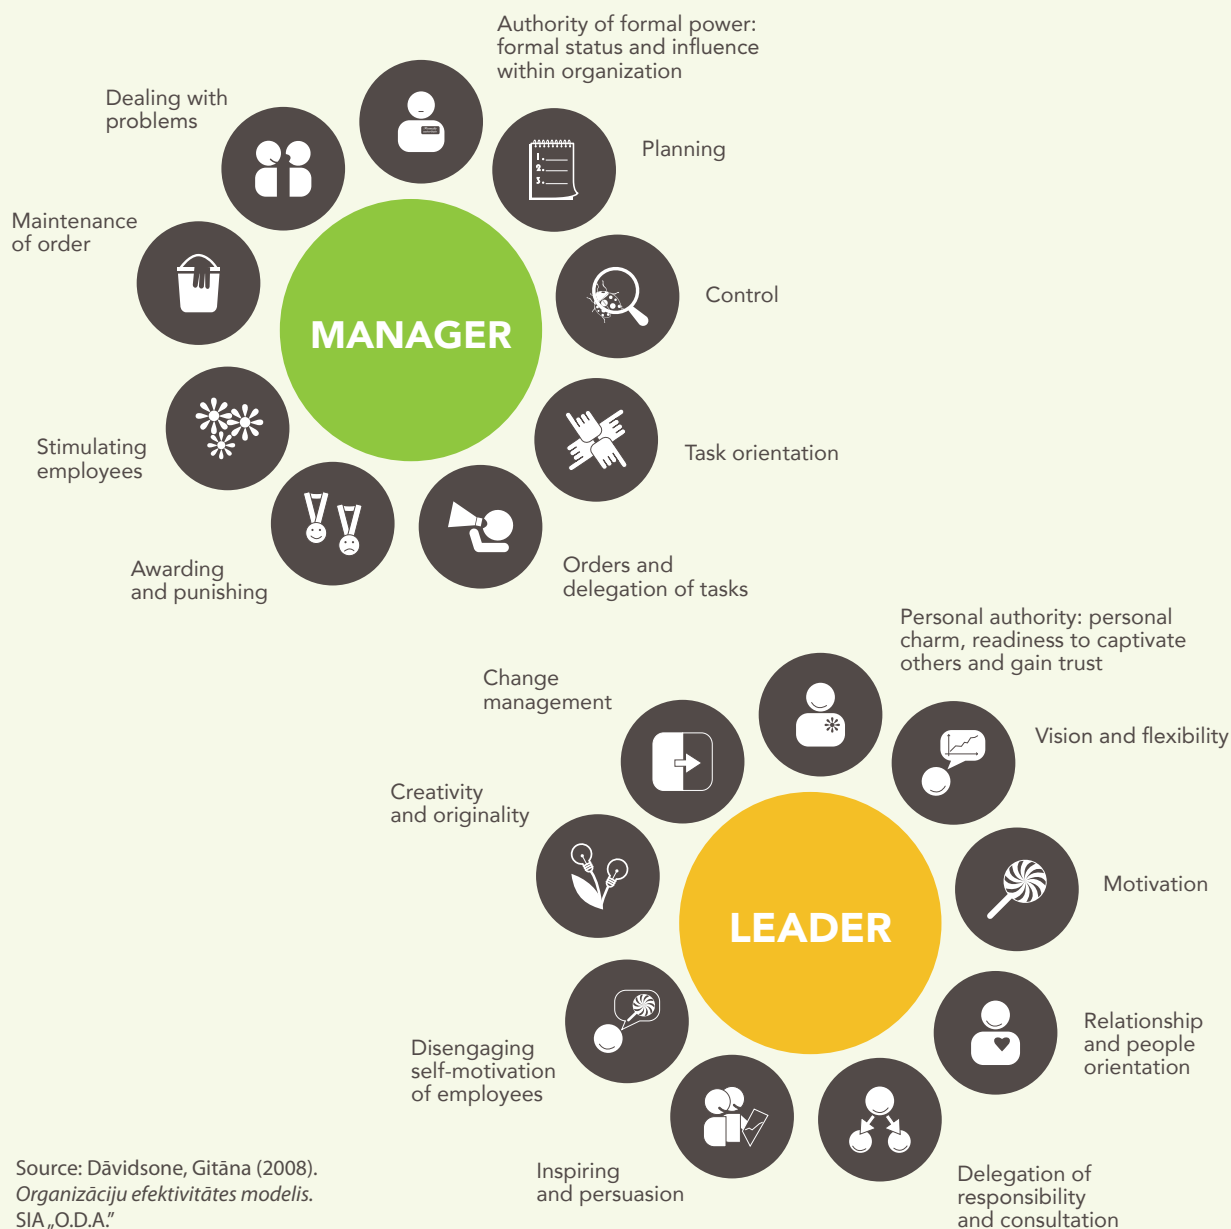 Authority of formal power:
formal status and influence
within organization
Dealing with
problems
Planning
1.
2.
3.
Maintenance
of order
Control
MANAGER
Stimulating
employees
Task orientation
Awarding
and punishing
Orders and
delegation of tasks
Personal authority: personal
charm, readiness to captivate
others and gain trust
Change
management
Vision and flexibility
Creativity
and originality
Motivation
LEADER
Disengaging
self-motivation
of employees
Relationship
and people
orientation
Inspiring
and persuasion
Delegation of
responsibility
and consultation
Source: Dāvidsone, Gitāna (2008).
Organizāciju efektivitātes modelis.
SIA „O.D.A.”